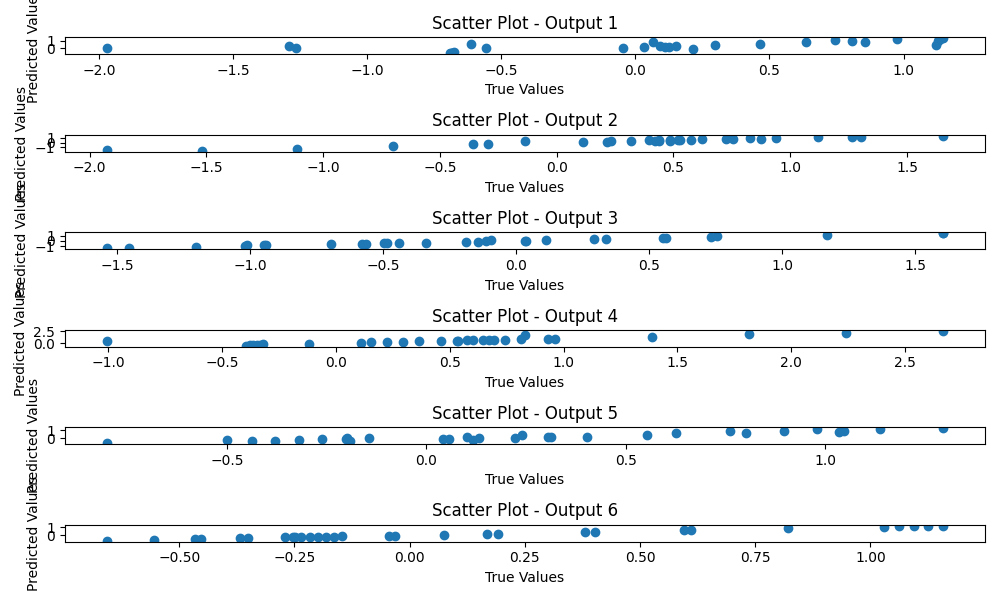 Scatter Plot - Output 1
Predicted Values
1
0
−2.0 −1.5 −1.0 −0.5 0.0 0.5 1.0
True Values
Scatter Plot - Output 2
Predicted Values
1
0
−1
−2.0 −1.5 −1.0 −0.5 0.0 0.5 1.0 1.5
True Values
Scatter Plot - Output 3
Predicted Values
1
0
−1
−1.5 −1.0 −0.5 0.0 0.5 1.0 1.5
True Values
Scatter Plot - Output 4
Predicted Values
2.5
0.0
−1.0 −0.5 0.0 0.5 1.0 1.5 2.0 2.5
True Values
Scatter Plot - Output 5
Predicted Values
1
0
−0.5 0.0 0.5 1.0
True Values
Scatter Plot - Output 6
Predicted Values
1
0
−0.50 −0.25 0.00 0.25 0.50 0.75 1.00
True Values